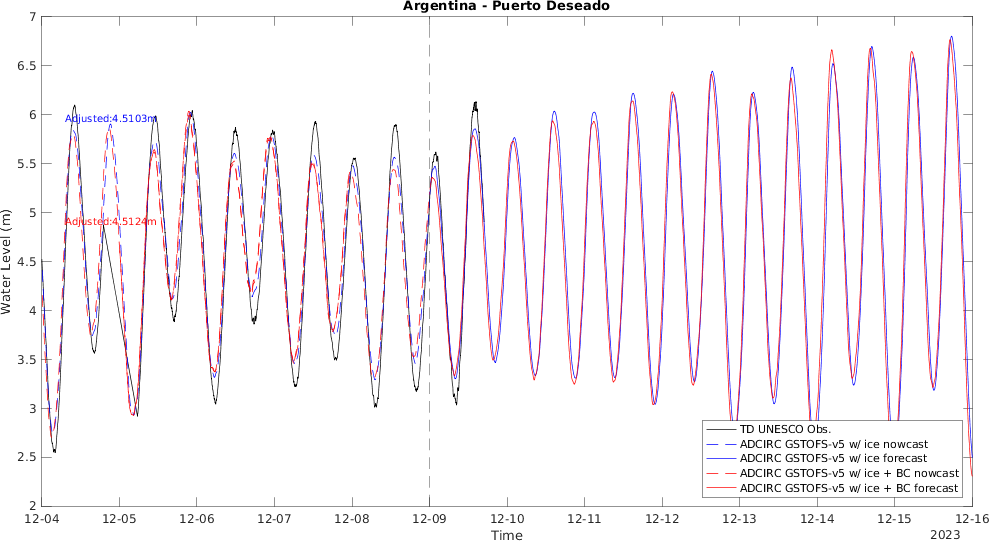 Argentina - Puerto Deseado
7
6.5
6
5.5
5
4.5
4
3.5
3
2.5
2
Water Level (m)
Adjusted:4.5103m
Adjusted:4.5124m
TD UNESCO Obs.
ADCIRC GSTOFS-v5 w/ ice nowcast
ADCIRC GSTOFS-v5 w/ ice forecast
ADCIRC GSTOFS-v5 w/ ice + BC nowcast
ADCIRC GSTOFS-v5 w/ ice + BC forecast
12-04 12-05 12-06 12-07 12-08 12-09 12-10 12-11 12-12 12-13 12-14 12-15 12-16
Time
2023